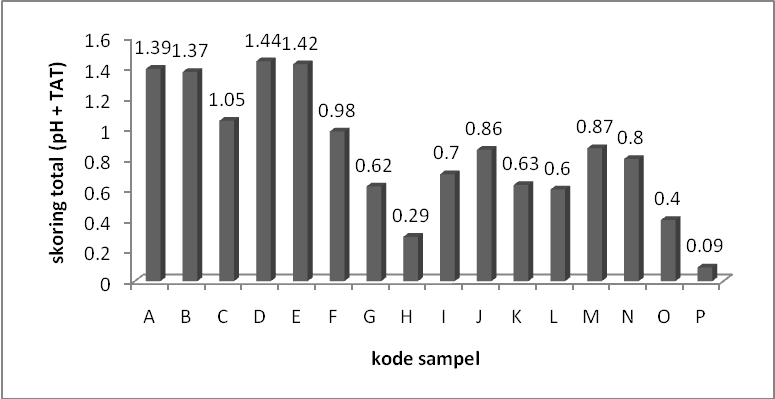 skoring total (pH + TAT)
1.6
1.4
1.2
1
0.8
0.6
0.4
0.2
0
1.39 1.37 1.05 1.44 1.42 0.98 0.62 0.29 0.7 0.86 0.63 0.6 0.87 0.8 0.4 0.09
A B C D E F G H I J K L M N O P
kode sampel